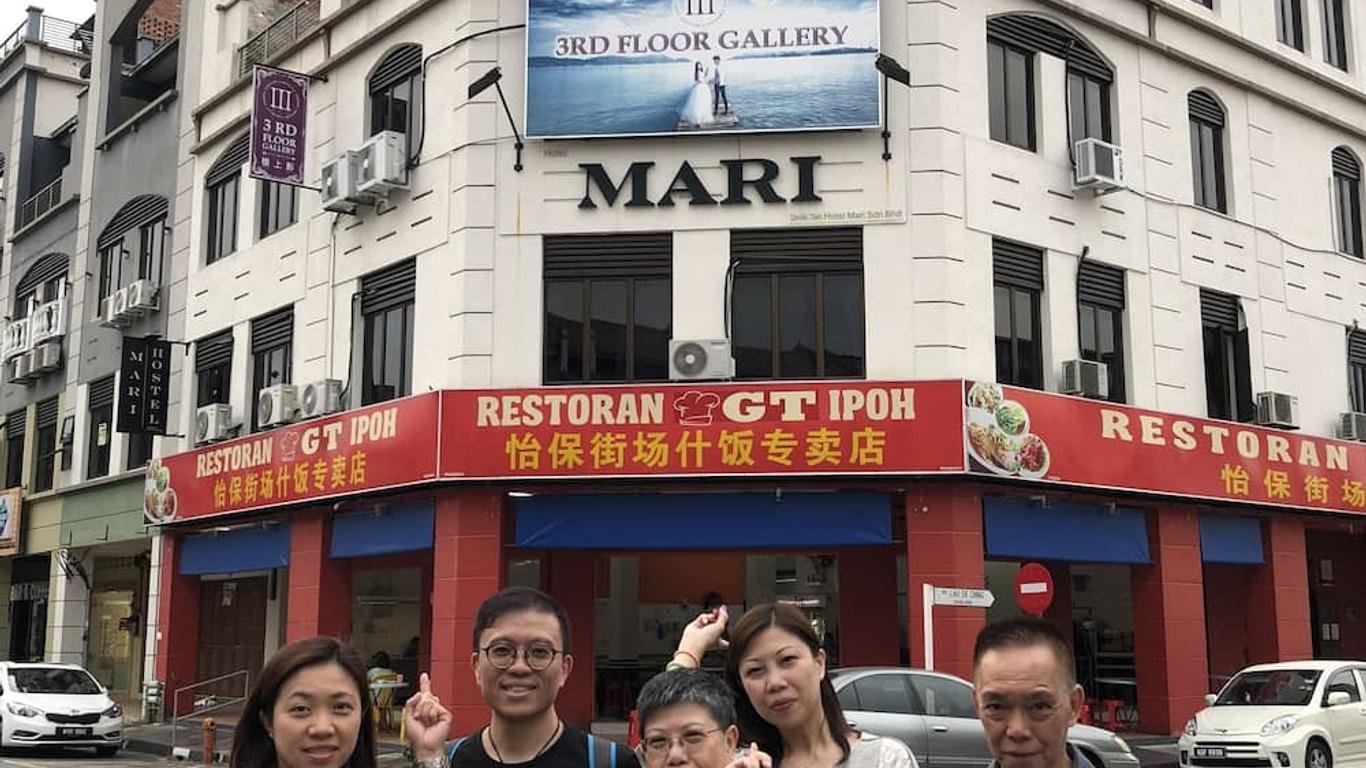 III
3RD FLOOR GALLERY
III
3 RD
FLOOR
GALLERY
Hotel
MARI
MARI
HOSTEL
RESTORAN GT IPOH
怡保街场什饭专卖店
RESTORAN GT IPOH
怡保街场什饭专卖店
RESTORAN
怡保街场